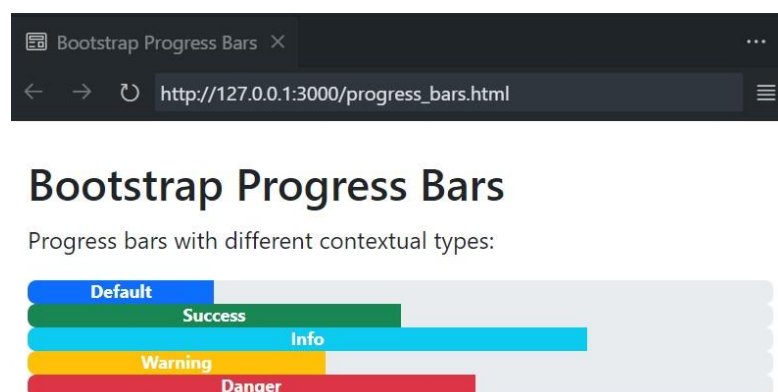 Bootstrap Progress Bars
http://127.0.0.1:3000/progress_bars.html
Bootstrap Progress Bars
Progress bars with different contextual types:
Default
Success
Info
Warning
Danger